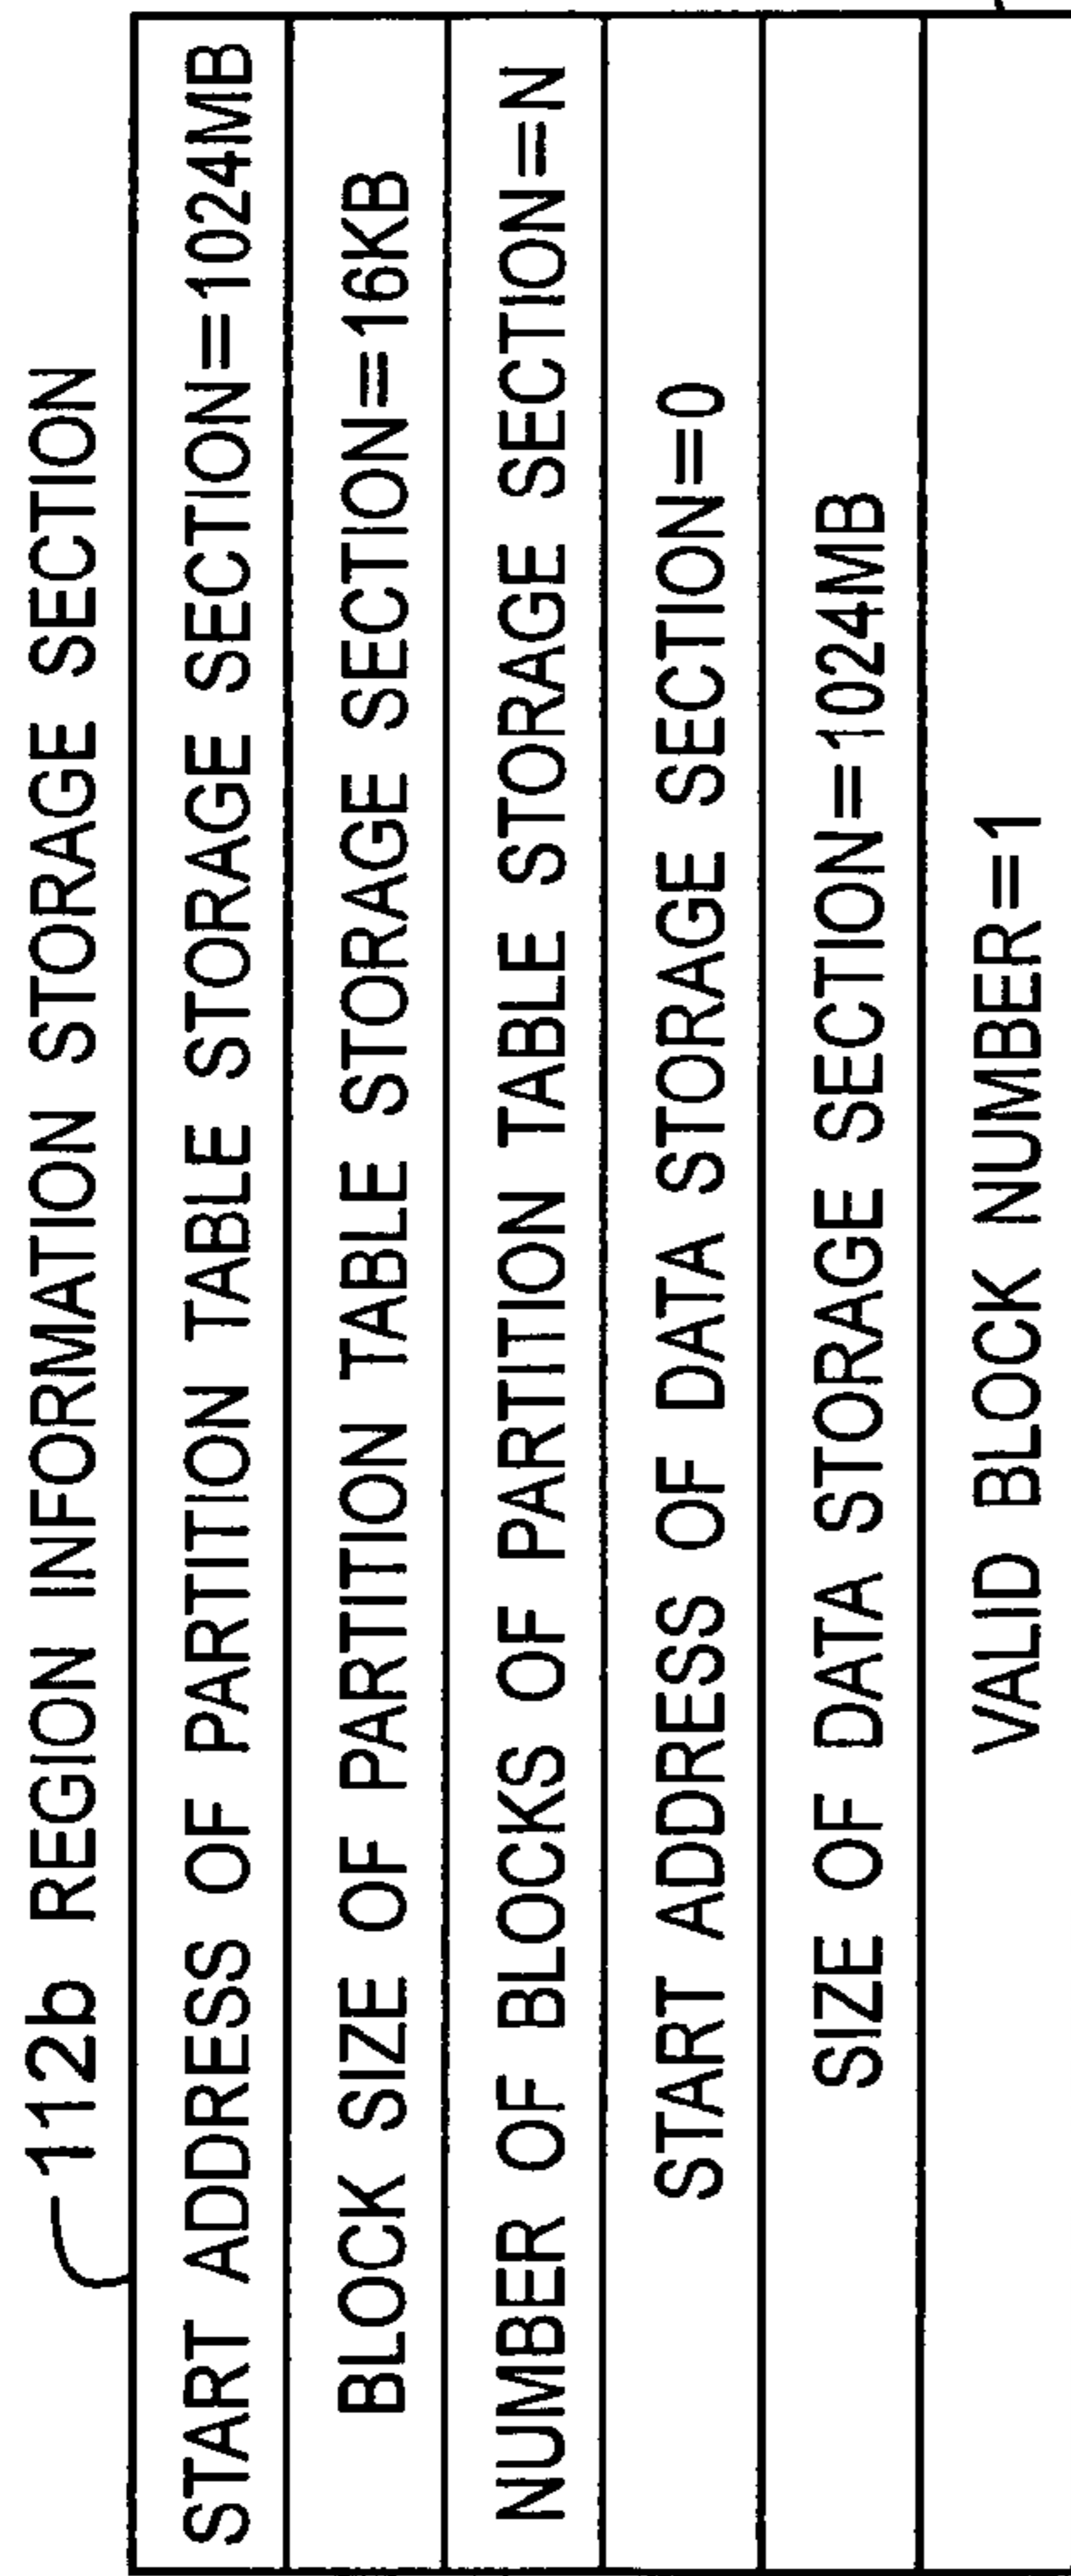 112b REGION INFORMATION STORAGE SECTION
START ADDRESS OF PARTITION TABLE STORAGE SECTION=1024MB
BLOCK SIZE OF PARTITION TABLE STORAGE SECTION=16KB
NUMBER OF BLOCKS OF PARTITION TABLE STORAGE SECTION=N
START ADDRESS OF DATA STORAGE SECTION=0
SIZE OF DATA STORAGE SECTION=1024MB
VALID BLOCK NUMBER=1